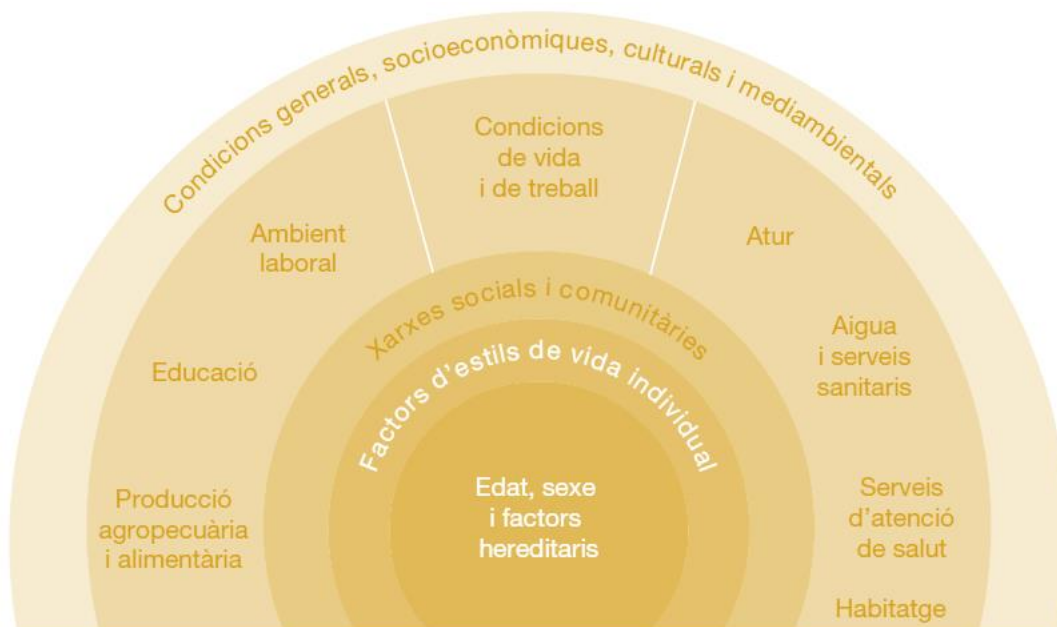 Condicions generals, socioeconòmiques, culturals i mediambientals
Condicions
de vida
i de treball
Ambient
laboral
Atur
Xarxes socials i comunitàries
Educació
Aigua
i serveis
sanitaris
Factors d'estils de vida individual
Edat, sexe
i factors
hereditaris
Producció
agropecuària
i alimentària
Serveis
d'atenció
de salut
Habitatge